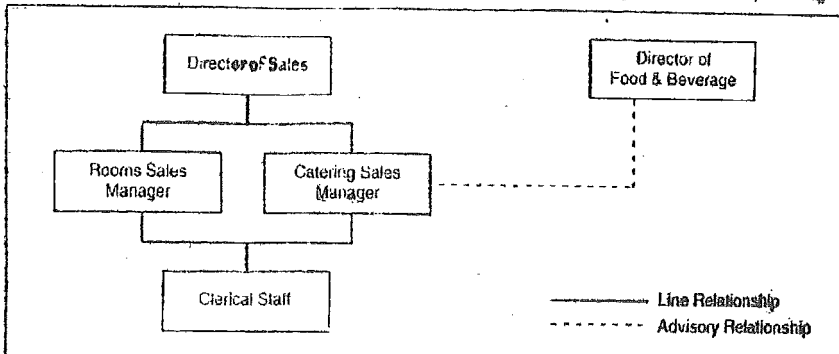 Director of Sales
Director of
Food & Beverage
Rooms Sales
Manager
Catering Sales
Manager
Clerical Staff
Line Relationship
Advisory Relationship